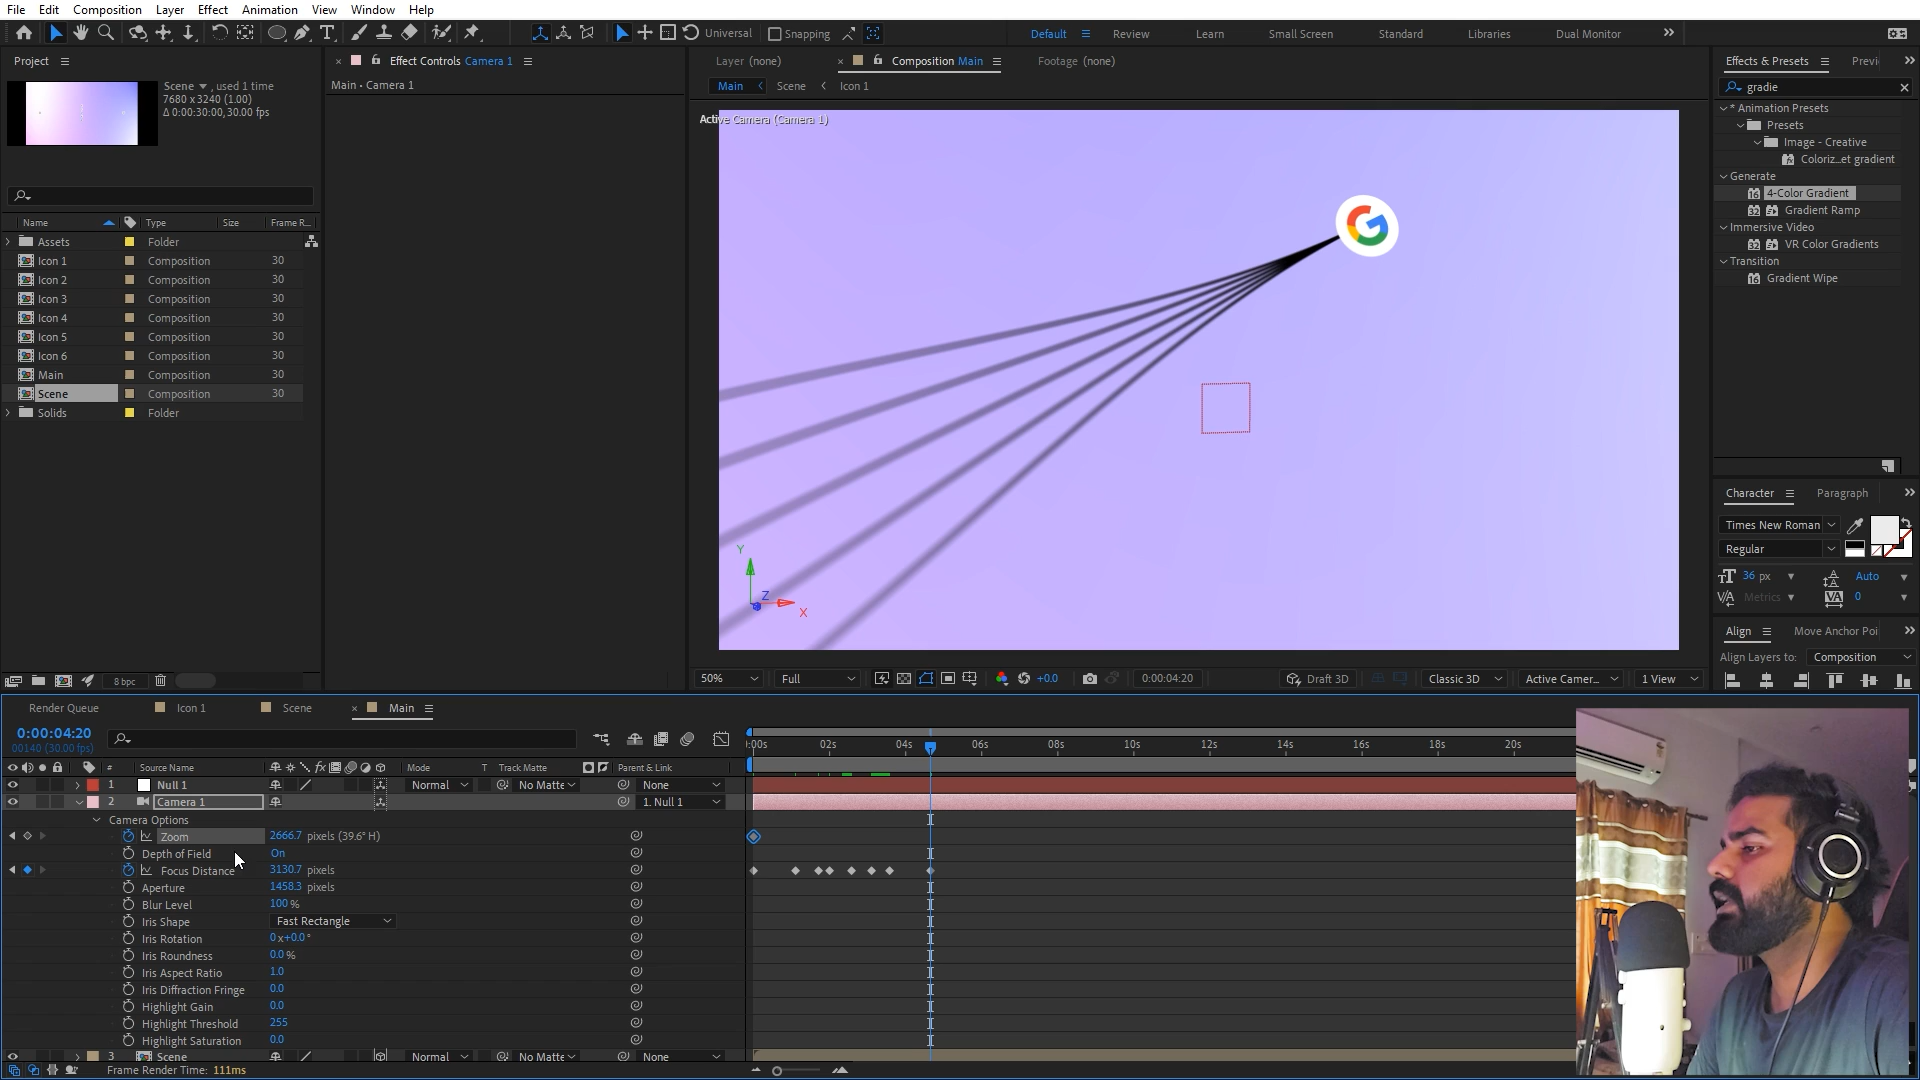 File Edit Composition Layer Effect Animation View Window Help
Universal Snapping Default Review Learn Small Screen Standard Libraries Dual Monitor
Project
Scene , used 1 time
7680 x 3240 (1.00)
Δ 0:00:30:00, 30.00 fps
Name Type Size Frame R...
Assets Folder
Icon 1 Composition 30
Icon 2 Composition 30
Icon 3 Composition 30
Icon 4 Composition 30
Icon 5 Composition 30
Icon 6 Composition 30
Main Composition 30
Scene Composition 30
Solids Folder
8 bpc
Effect Controls Camera 1
Main • Camera 1
Layer (none) Composition Main Footage (none)
Main Scene Icon 1
Active Camera (Camera 1)
G
Y
Z
X
50% Full +0.0 0:00:04:20 Draft 3D Classic 3D Active Camer... 1 View
Effects & Presets Previ
gradie
* Animation Presets
Presets
Image - Creative
Coloriz...et gradient
Generate
4-Color Gradient
Gradient Ramp
Immersive Video
VR Color Gradients
Transition
Gradient Wipe
Character Paragraph
Times New Roman
Regular
36 px Auto
Metrics 0
Align Move Anchor Poi
Align Layers to: Composition
Render Queue Icon 1 Scene Main
0:00:04:20
00140 (30.00 fps)
:00s 02s 04s 06s 08s 10s 12s 14s 16s 18s 20s
# Source Name fx Mode T Track Matte Parent & Link
1 Null 1 Normal No Matte None
2 Camera 1 1. Null 1
Camera Options
Zoom 2666.7 pixels (39.6° H)
Depth of Field On
Focus Distance 3130.7 pixels
Aperture 1458.3 pixels
Blur Level 100 %
Iris Shape Fast Rectangle
Iris Rotation 0x+0.0°
Iris Roundness 0.0 %
Iris Aspect Ratio 1.0
Iris Diffraction Fringe 0.0
Highlight Gain 0.0
Highlight Threshold 255
Highlight Saturation 0.0
3 Scene Normal No Matte None
Frame Render Time: 111ms